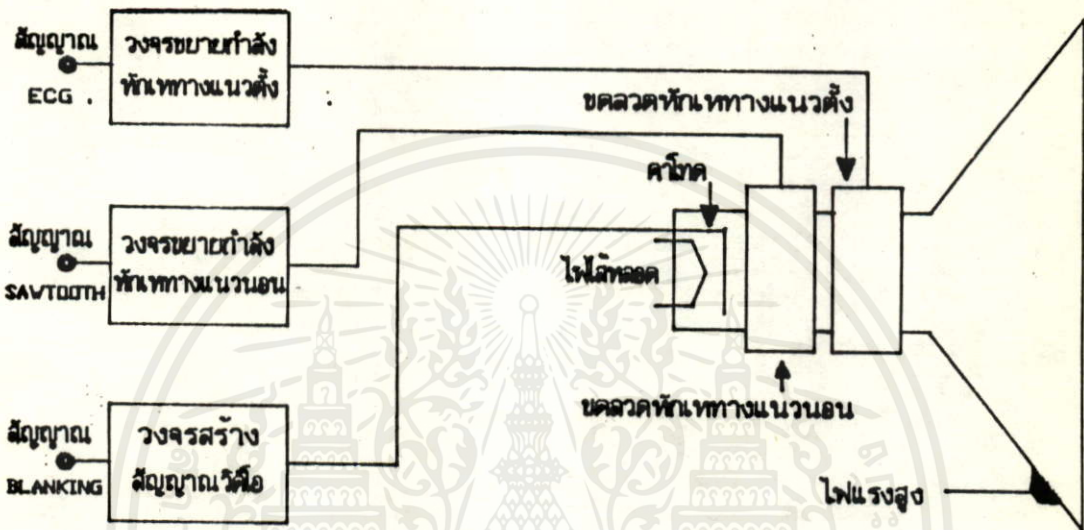 สัญญาณ
ECG .
วงจรขยายกำลัง
หักเหทางแนวตั้ง
ขดลวดหักเหทางแนวตั้ง
คาโทด
สัญญาณ
SAWTOOTH
วงจรขยายกำลัง
หักเหทางแนวนอน
ไฟไส้หลอด
ขดลวดหักเหทางแนวนอน
สัญญาณ
BLANKING
วงจรสร้าง
สัญญาณวิดีโอ
ไฟแรงสูง